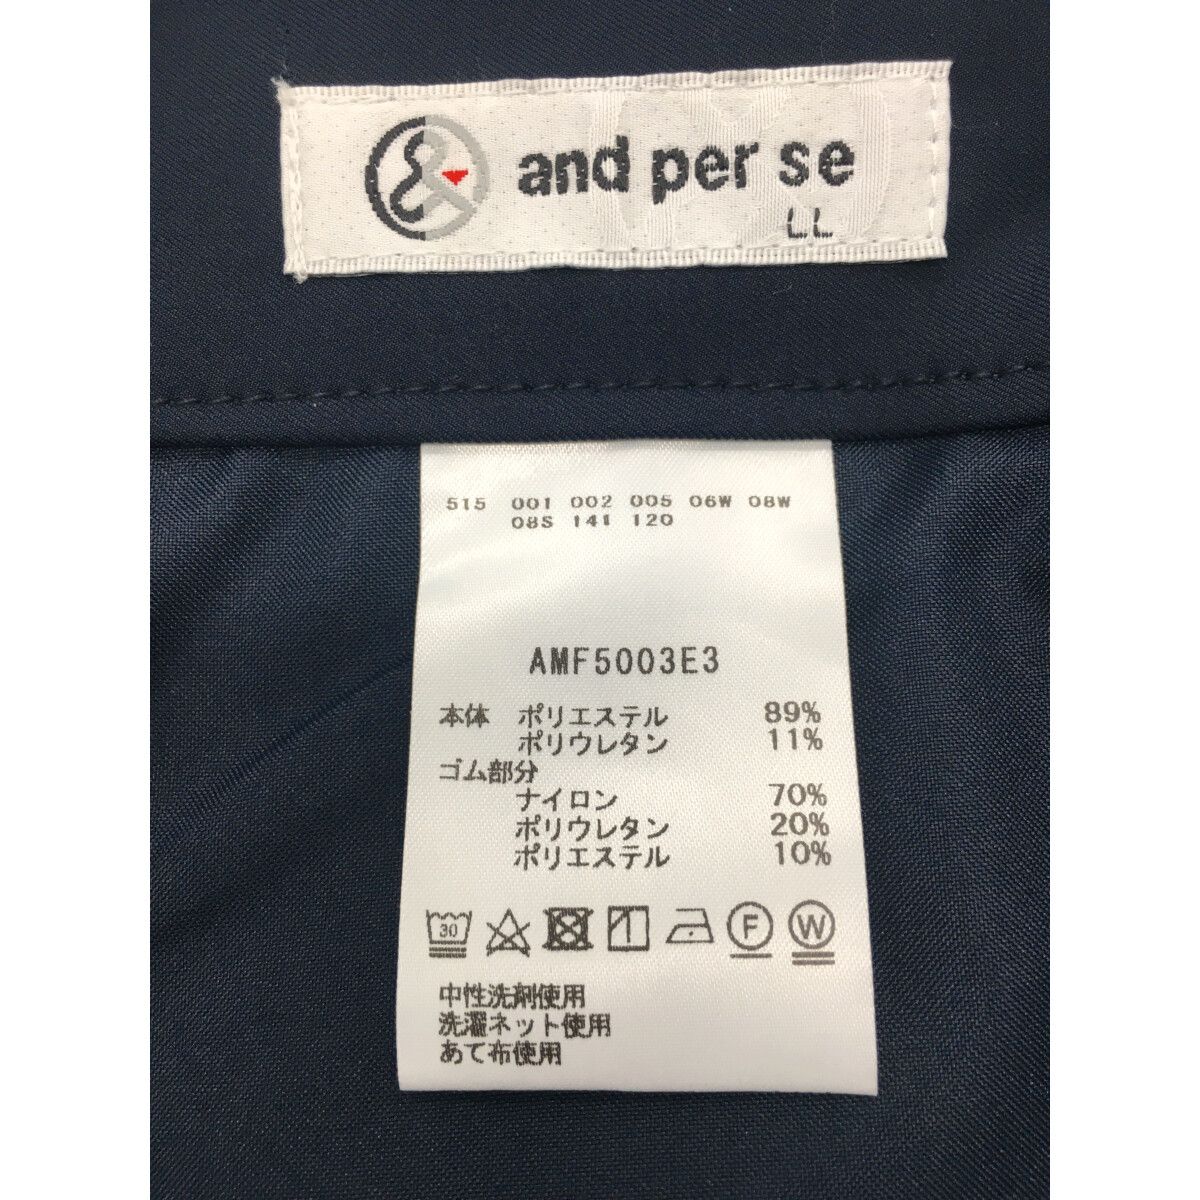 and per se
LL
515 001 002 005 06W 08W
08S 141 120
AMF5003E3
本体 ポリエステル 89%
ポリウレタン 11%
ゴム部分
ナイロン 70%
ポリウレタン 20%
ポリエステル 10%
30 F W
中性洗剤使用
洗濯ネット使用
あて布使用